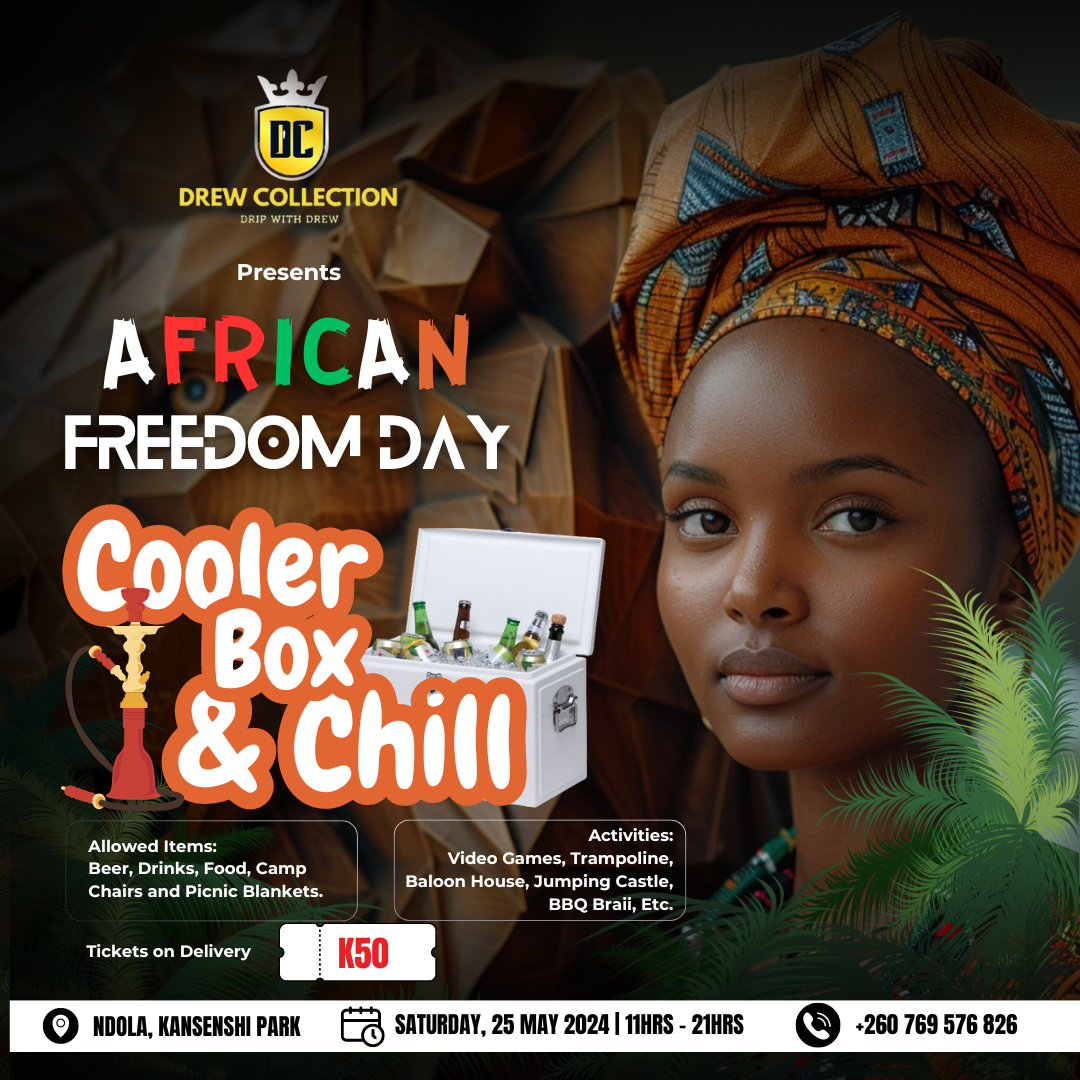 DC
DREW COLLECTION
DRIP WITH DREW
Presents
AFRICAN
FREEDOM DAY
Cooler
Box
& Chill
Allowed Items:
Beer, Drinks, Food, Camp
Chairs and Picnic Blankets.
Activities:
Video Games, Trampoline,
Baloon House, Jumping Castle,
BBQ Braii, Etc.
Tickets on Delivery
K50
NDOLA, KANSENSHI PARK
SATURDAY, 25 MAY 2024 | 11HRS - 21HRS
+260 769 576 826